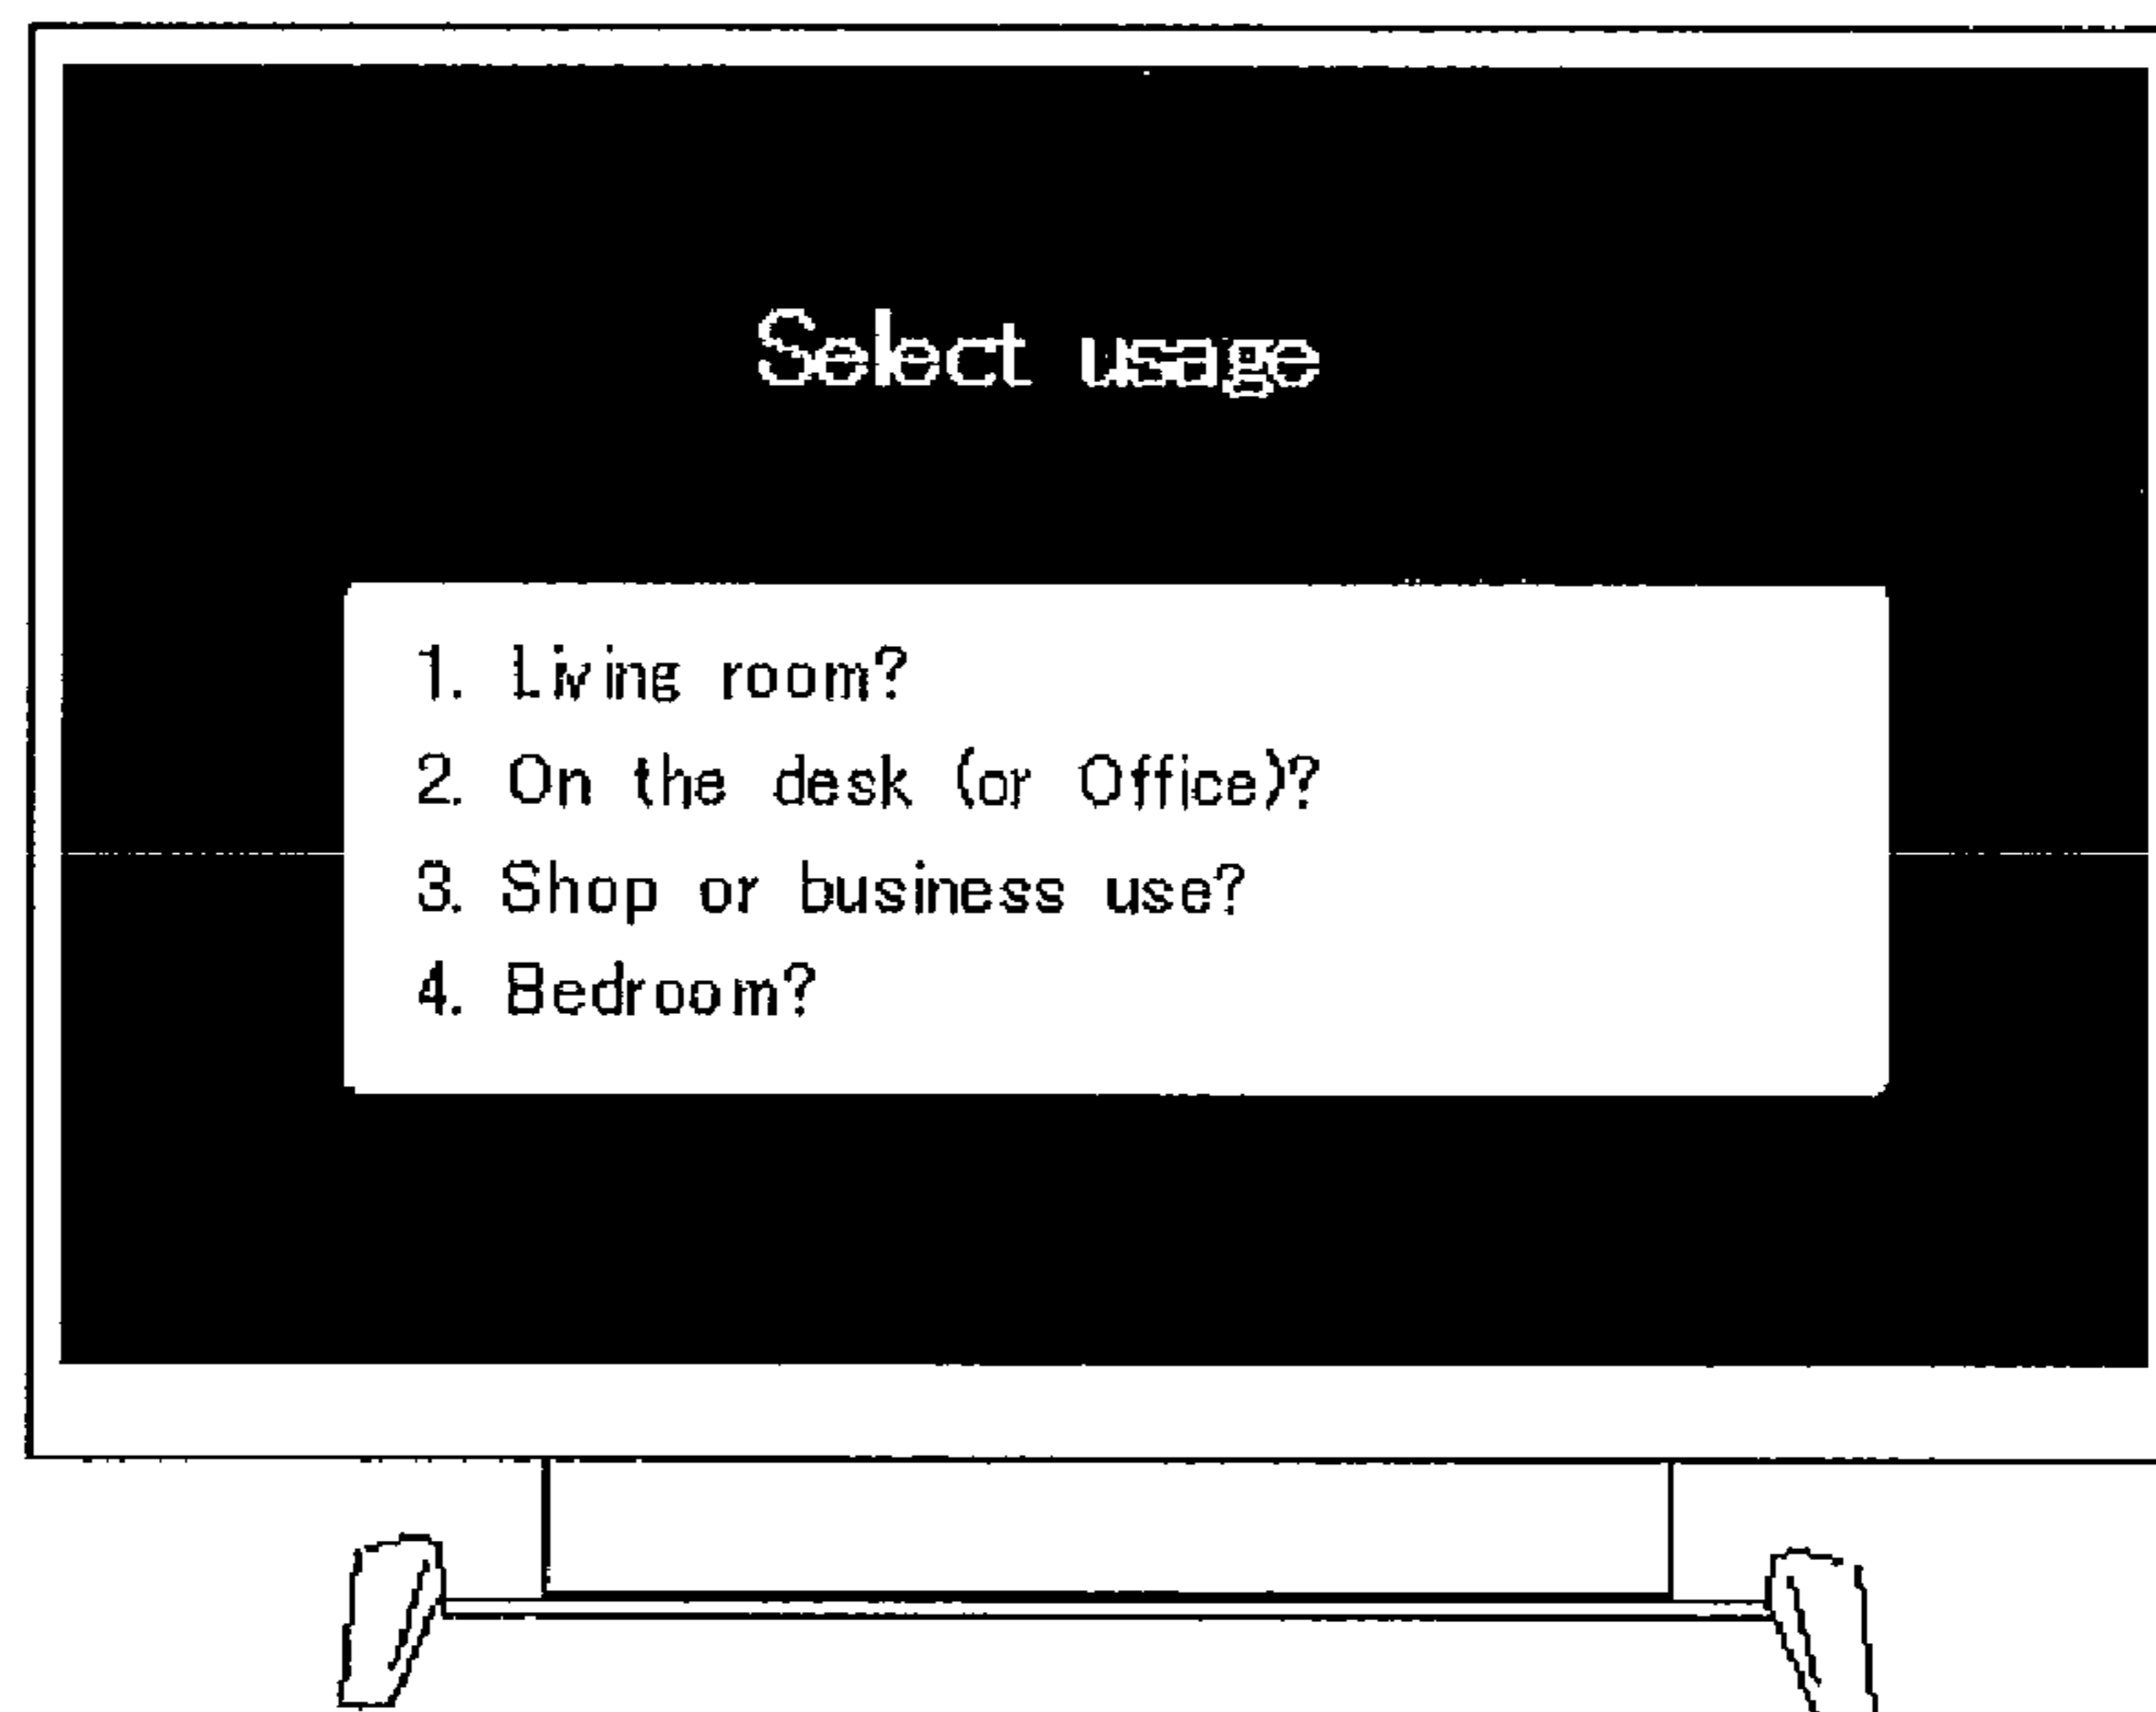 Select usage
1. Living room?
2. On the desk (or Office)?
3. Shop or business use?
4. Bedroom?